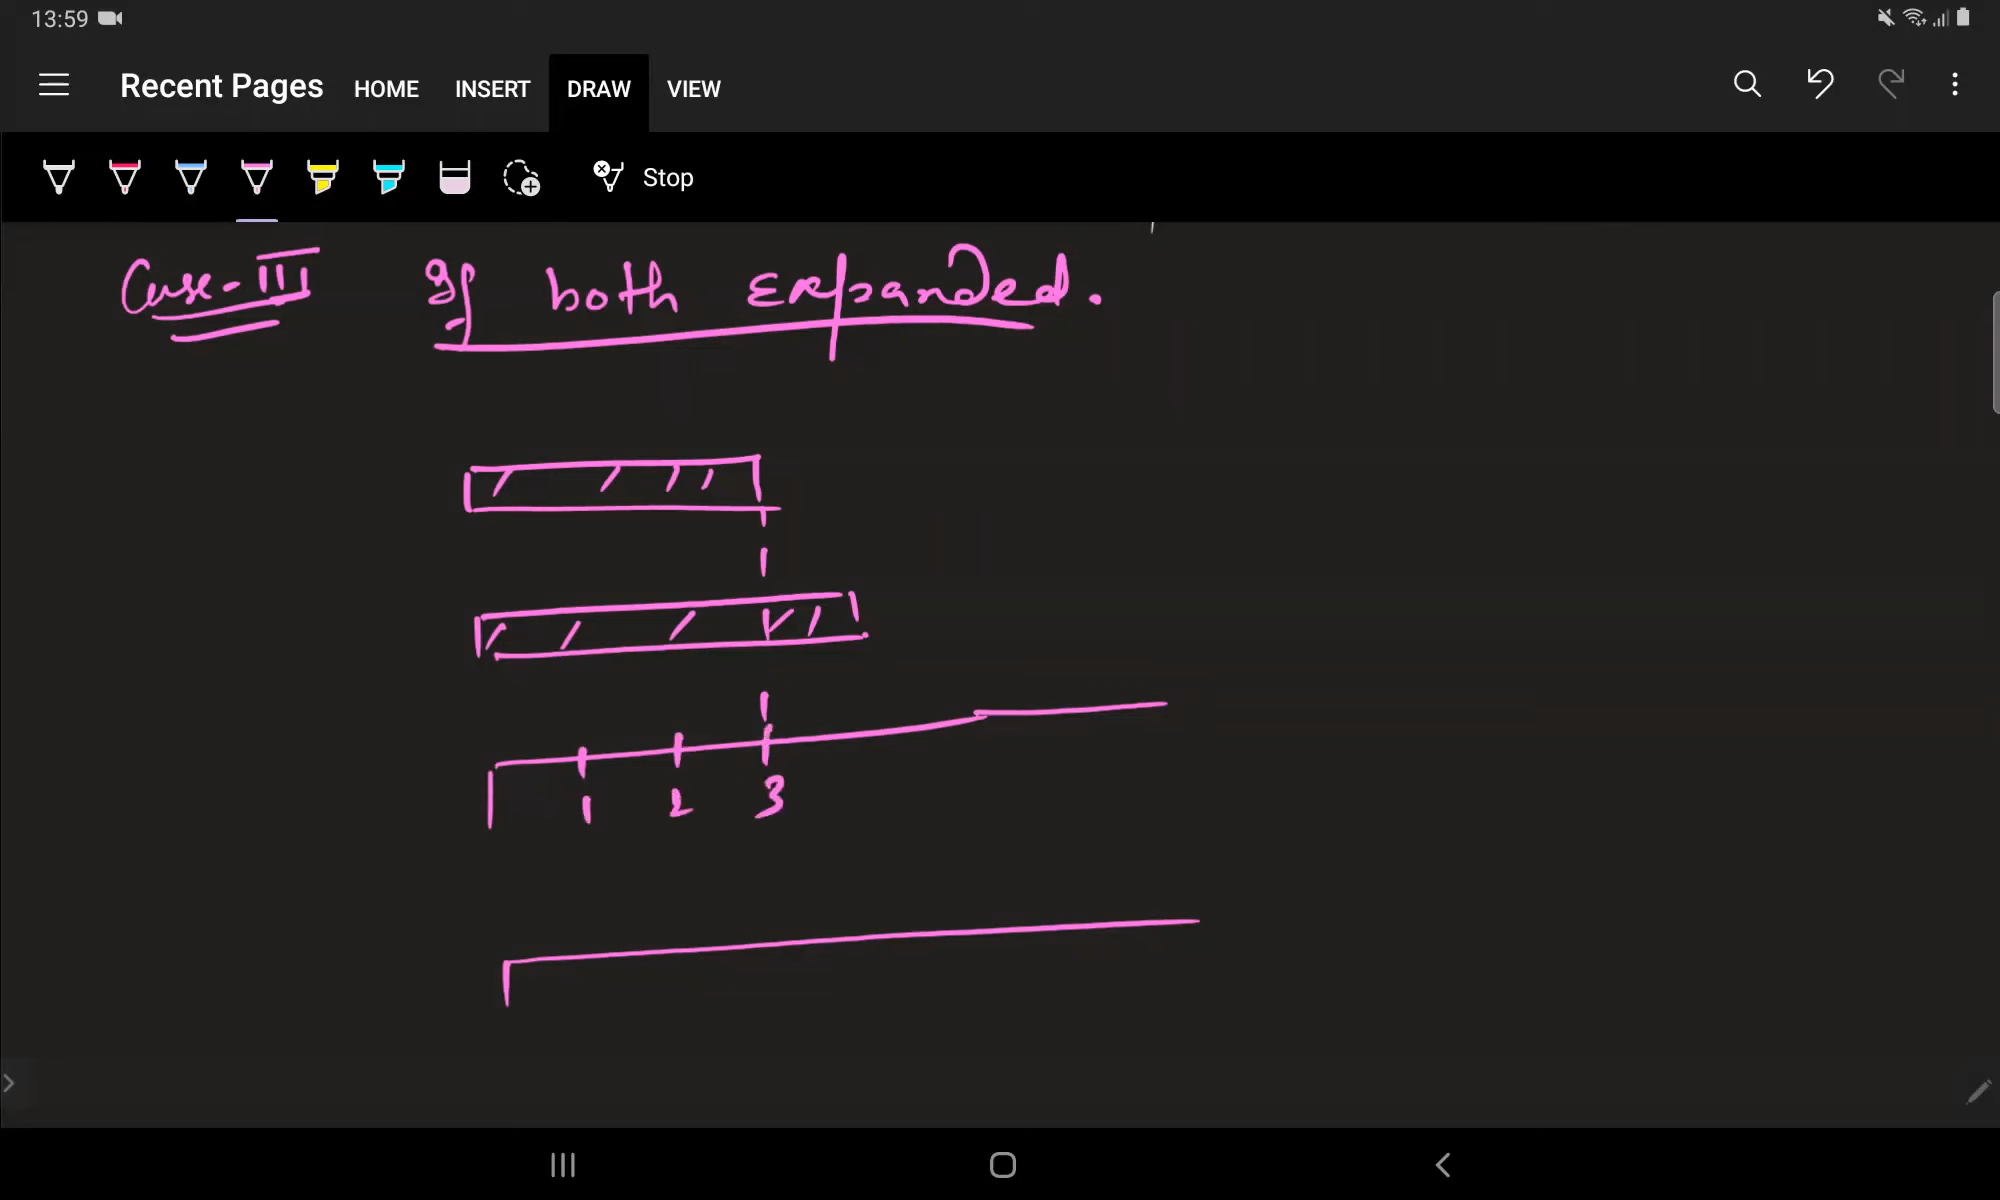 13:59
Recent Pages HOME INSERT DRAW VIEW
Stop
Case-III If both Expanded.
1 2 3